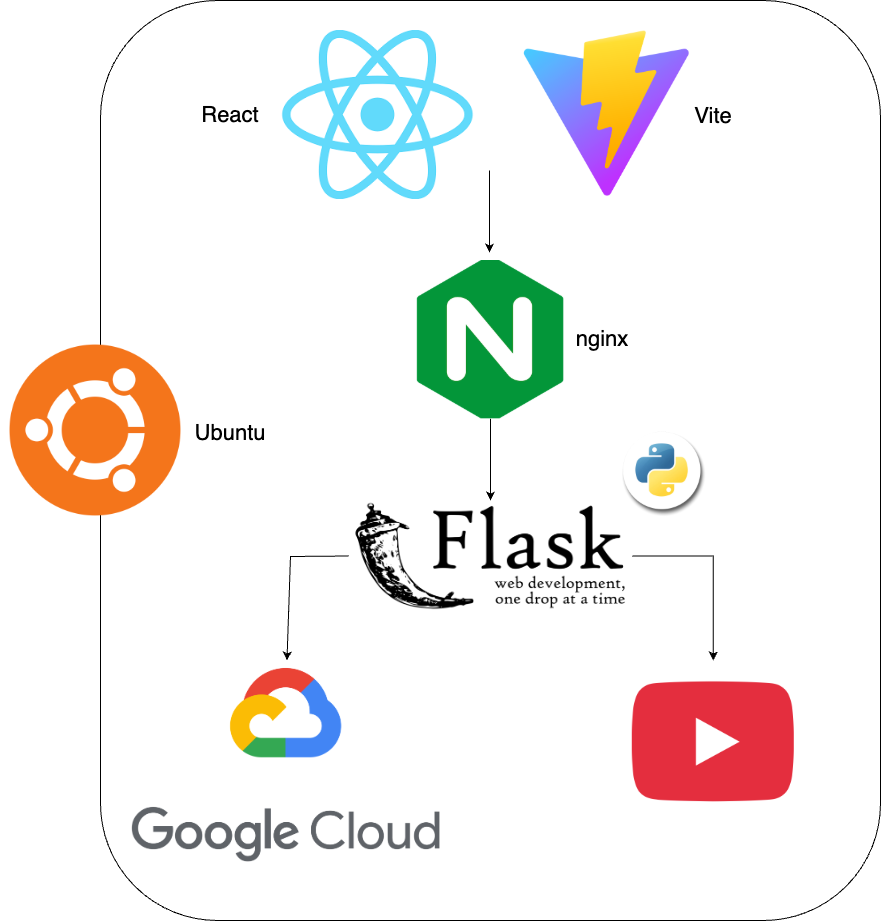 React
Vite
nginx
Ubuntu
Flask
web development,
one drop at a time
Google Cloud